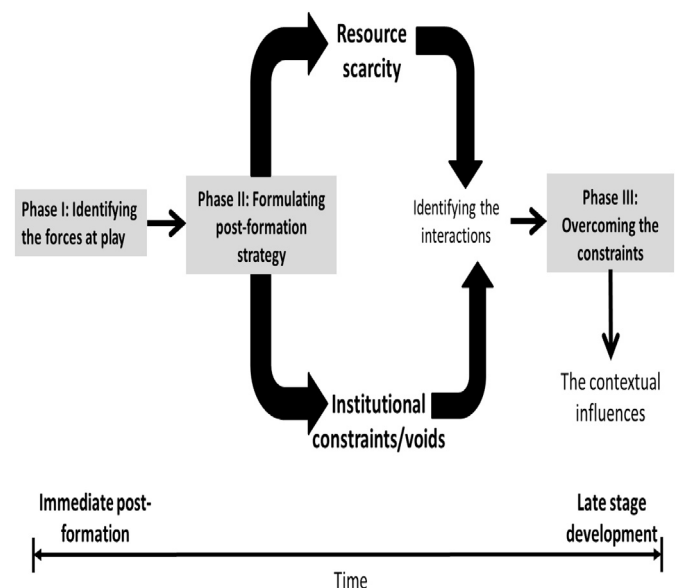 Resource
scarcity
Phase I: Identifying
the forces at play
Phase II: Formulating
post-formation
strategy
Identifying the
interactions
Phase III:
Overcoming the
constraints
The contextual
influences
Institutional
constraints/voids
Immediate post-
formation
Late stage
development
Time